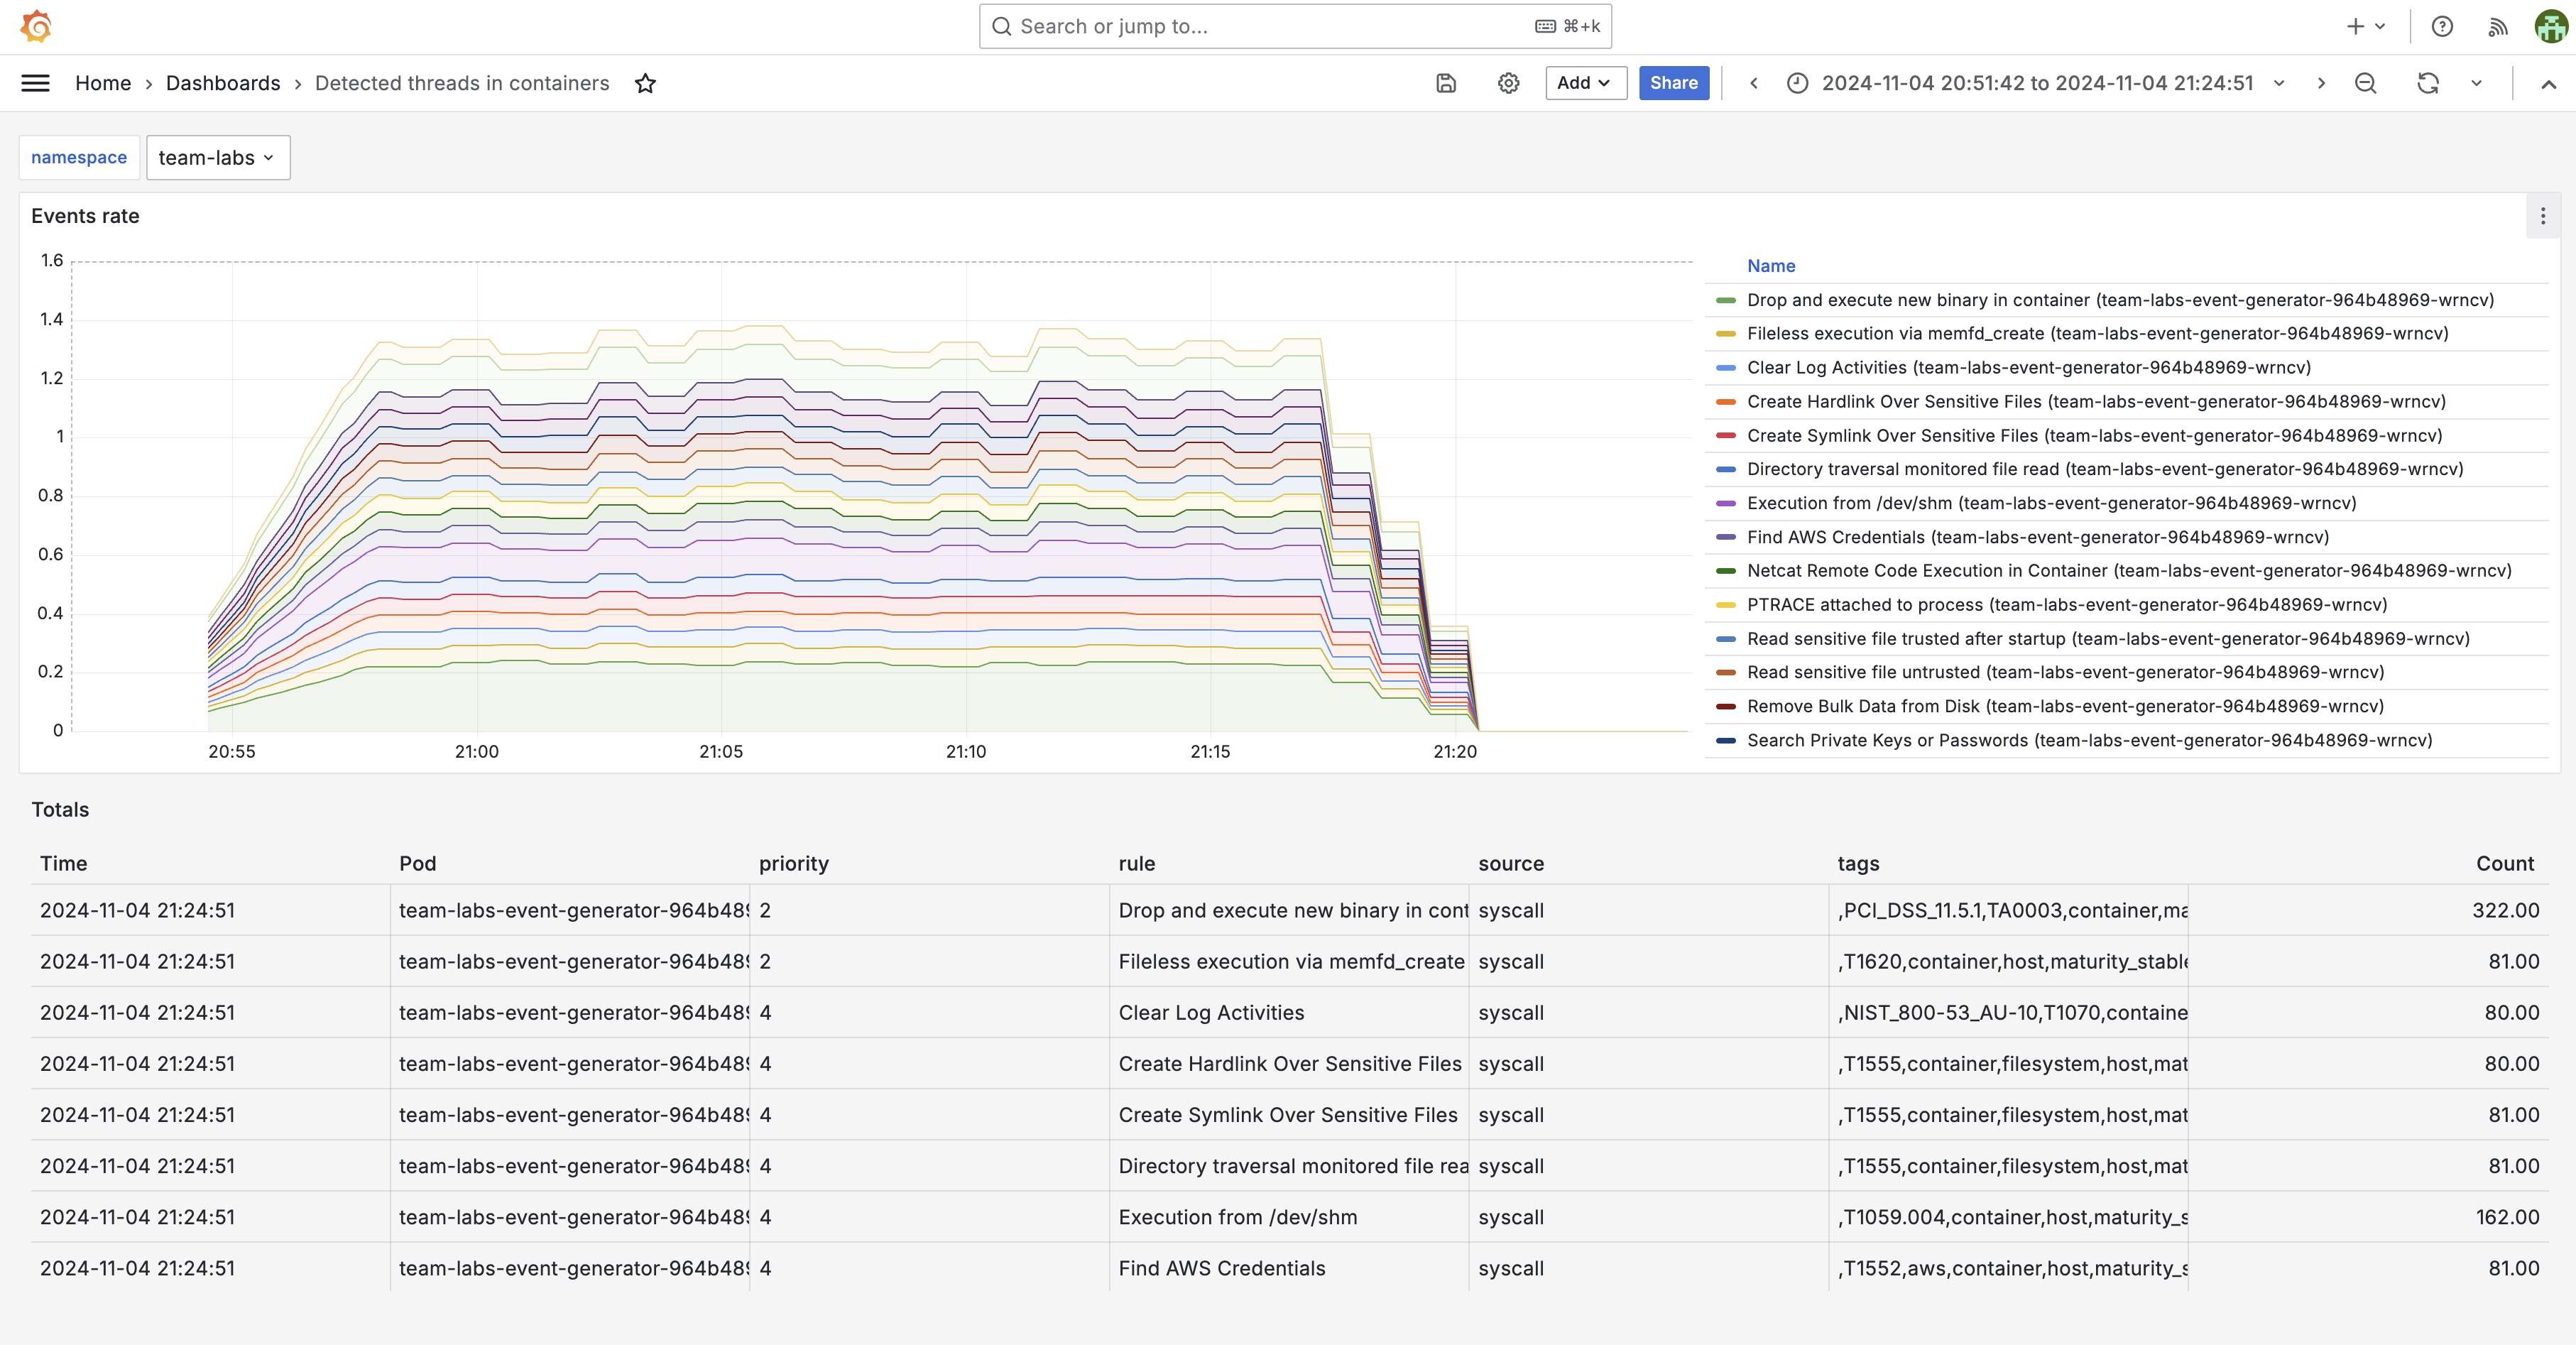 Search or jump to... ⌘+k
Home › Dashboards › Detected threads in containers
Add
Share
2024-11-04 20:51:42 to 2024-11-04 21:24:51
namespace team-labs
Events rate
1.6
1.4
1.2
1
0.8
0.6
0.4
0.2
0
20:55 21:00 21:05 21:10 21:15 21:20
Name
Drop and execute new binary in container (team-labs-event-generator-964b48969-wrncv)
Fileless execution via memfd_create (team-labs-event-generator-964b48969-wrncv)
Clear Log Activities (team-labs-event-generator-964b48969-wrncv)
Create Hardlink Over Sensitive Files (team-labs-event-generator-964b48969-wrncv)
Create Symlink Over Sensitive Files (team-labs-event-generator-964b48969-wrncv)
Directory traversal monitored file read (team-labs-event-generator-964b48969-wrncv)
Execution from /dev/shm (team-labs-event-generator-964b48969-wrncv)
Find AWS Credentials (team-labs-event-generator-964b48969-wrncv)
Netcat Remote Code Execution in Container (team-labs-event-generator-964b48969-wrncv)
PTRACE attached to process (team-labs-event-generator-964b48969-wrncv)
Read sensitive file trusted after startup (team-labs-event-generator-964b48969-wrncv)
Read sensitive file untrusted (team-labs-event-generator-964b48969-wrncv)
Remove Bulk Data from Disk (team-labs-event-generator-964b48969-wrncv)
Search Private Keys or Passwords (team-labs-event-generator-964b48969-wrncv)
Totals
Time Pod priority rule source tags Count
2024-11-04 21:24:51 team-labs-event-generator-964b489 2 Drop and execute new binary in cont syscall ,PCI_DSS_11.5.1,TA0003,container,ma 322.00
2024-11-04 21:24:51 team-labs-event-generator-964b489 2 Fileless execution via memfd_create syscall ,T1620,container,host,maturity_stable 81.00
2024-11-04 21:24:51 team-labs-event-generator-964b489 4 Clear Log Activities syscall ,NIST_800-53_AU-10,T1070,containe 80.00
2024-11-04 21:24:51 team-labs-event-generator-964b489 4 Create Hardlink Over Sensitive Files syscall ,T1555,container,filesystem,host,mat 80.00
2024-11-04 21:24:51 team-labs-event-generator-964b489 4 Create Symlink Over Sensitive Files syscall ,T1555,container,filesystem,host,mat 81.00
2024-11-04 21:24:51 team-labs-event-generator-964b489 4 Directory traversal monitored file rea syscall ,T1555,container,filesystem,host,mat 81.00
2024-11-04 21:24:51 team-labs-event-generator-964b489 4 Execution from /dev/shm syscall ,T1059.004,container,host,maturity_s 162.00
2024-11-04 21:24:51 team-labs-event-generator-964b489 4 Find AWS Credentials syscall ,T1552,aws,container,host,maturity_s 81.00